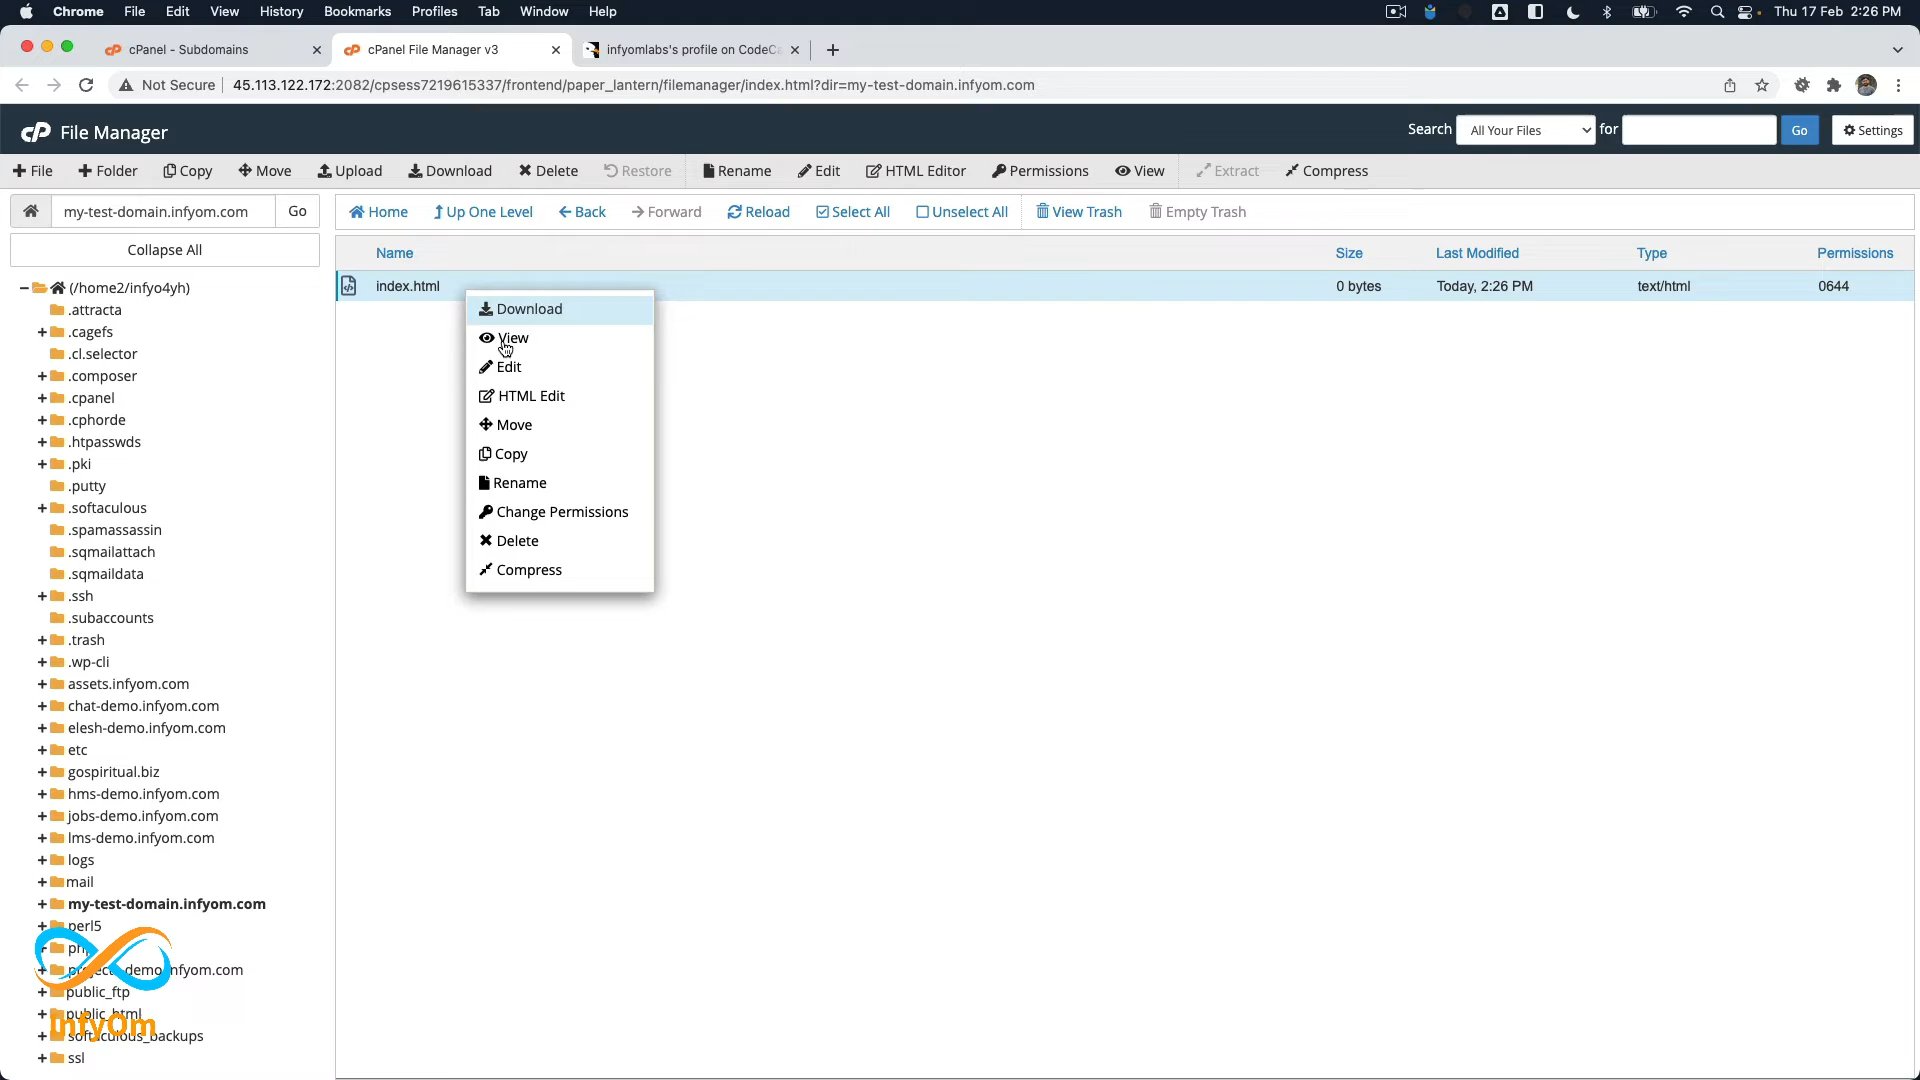 Chrome File Edit View History Bookmarks Profiles Tab Window Help Thu 17 Feb 2:26 PM
cPanel - Subdomains cPanel File Manager v3 infyomlabs's profile on CodeCa
Not Secure 45.113.122.172:2082/cpsess7219615337/frontend/paper_lantern/filemanager/index.html?dir=my-test-domain.infyom.com
cP File Manager Search All Your Files for Go Settings
File Folder Copy Move Upload Download Delete Restore Rename Edit HTML Editor Permissions View Extract Compress
my-test-domain.infyom.com Go Home Up One Level Back Forward Reload Select All Unselect All View Trash Empty Trash
Collapse All
Name Size Last Modified Type Permissions
index.html 0 bytes Today, 2:26 PM text/html 0644
Download
View
Edit
HTML Edit
Move
Copy
Rename
Change Permissions
Delete
Compress
(/home2/infyo4yh)
.attracta
.cagefs
.cl.selector
.composer
.cpanel
.cphorde
.htpasswds
.pki
.putty
.softaculous
.spamassassin
.sqmailattach
.sqmaildata
.ssh
.subaccounts
.trash
.wp-cli
assets.infyom.com
chat-demo.infyom.com
elesh-demo.infyom.com
etc
gospiritual.biz
hms-demo.infyom.com
jobs-demo.infyom.com
lms-demo.infyom.com
logs
mail
my-test-domain.infyom.com
perl5
public_ftp
public_html
InfyOm
softaculous_backups
ssl